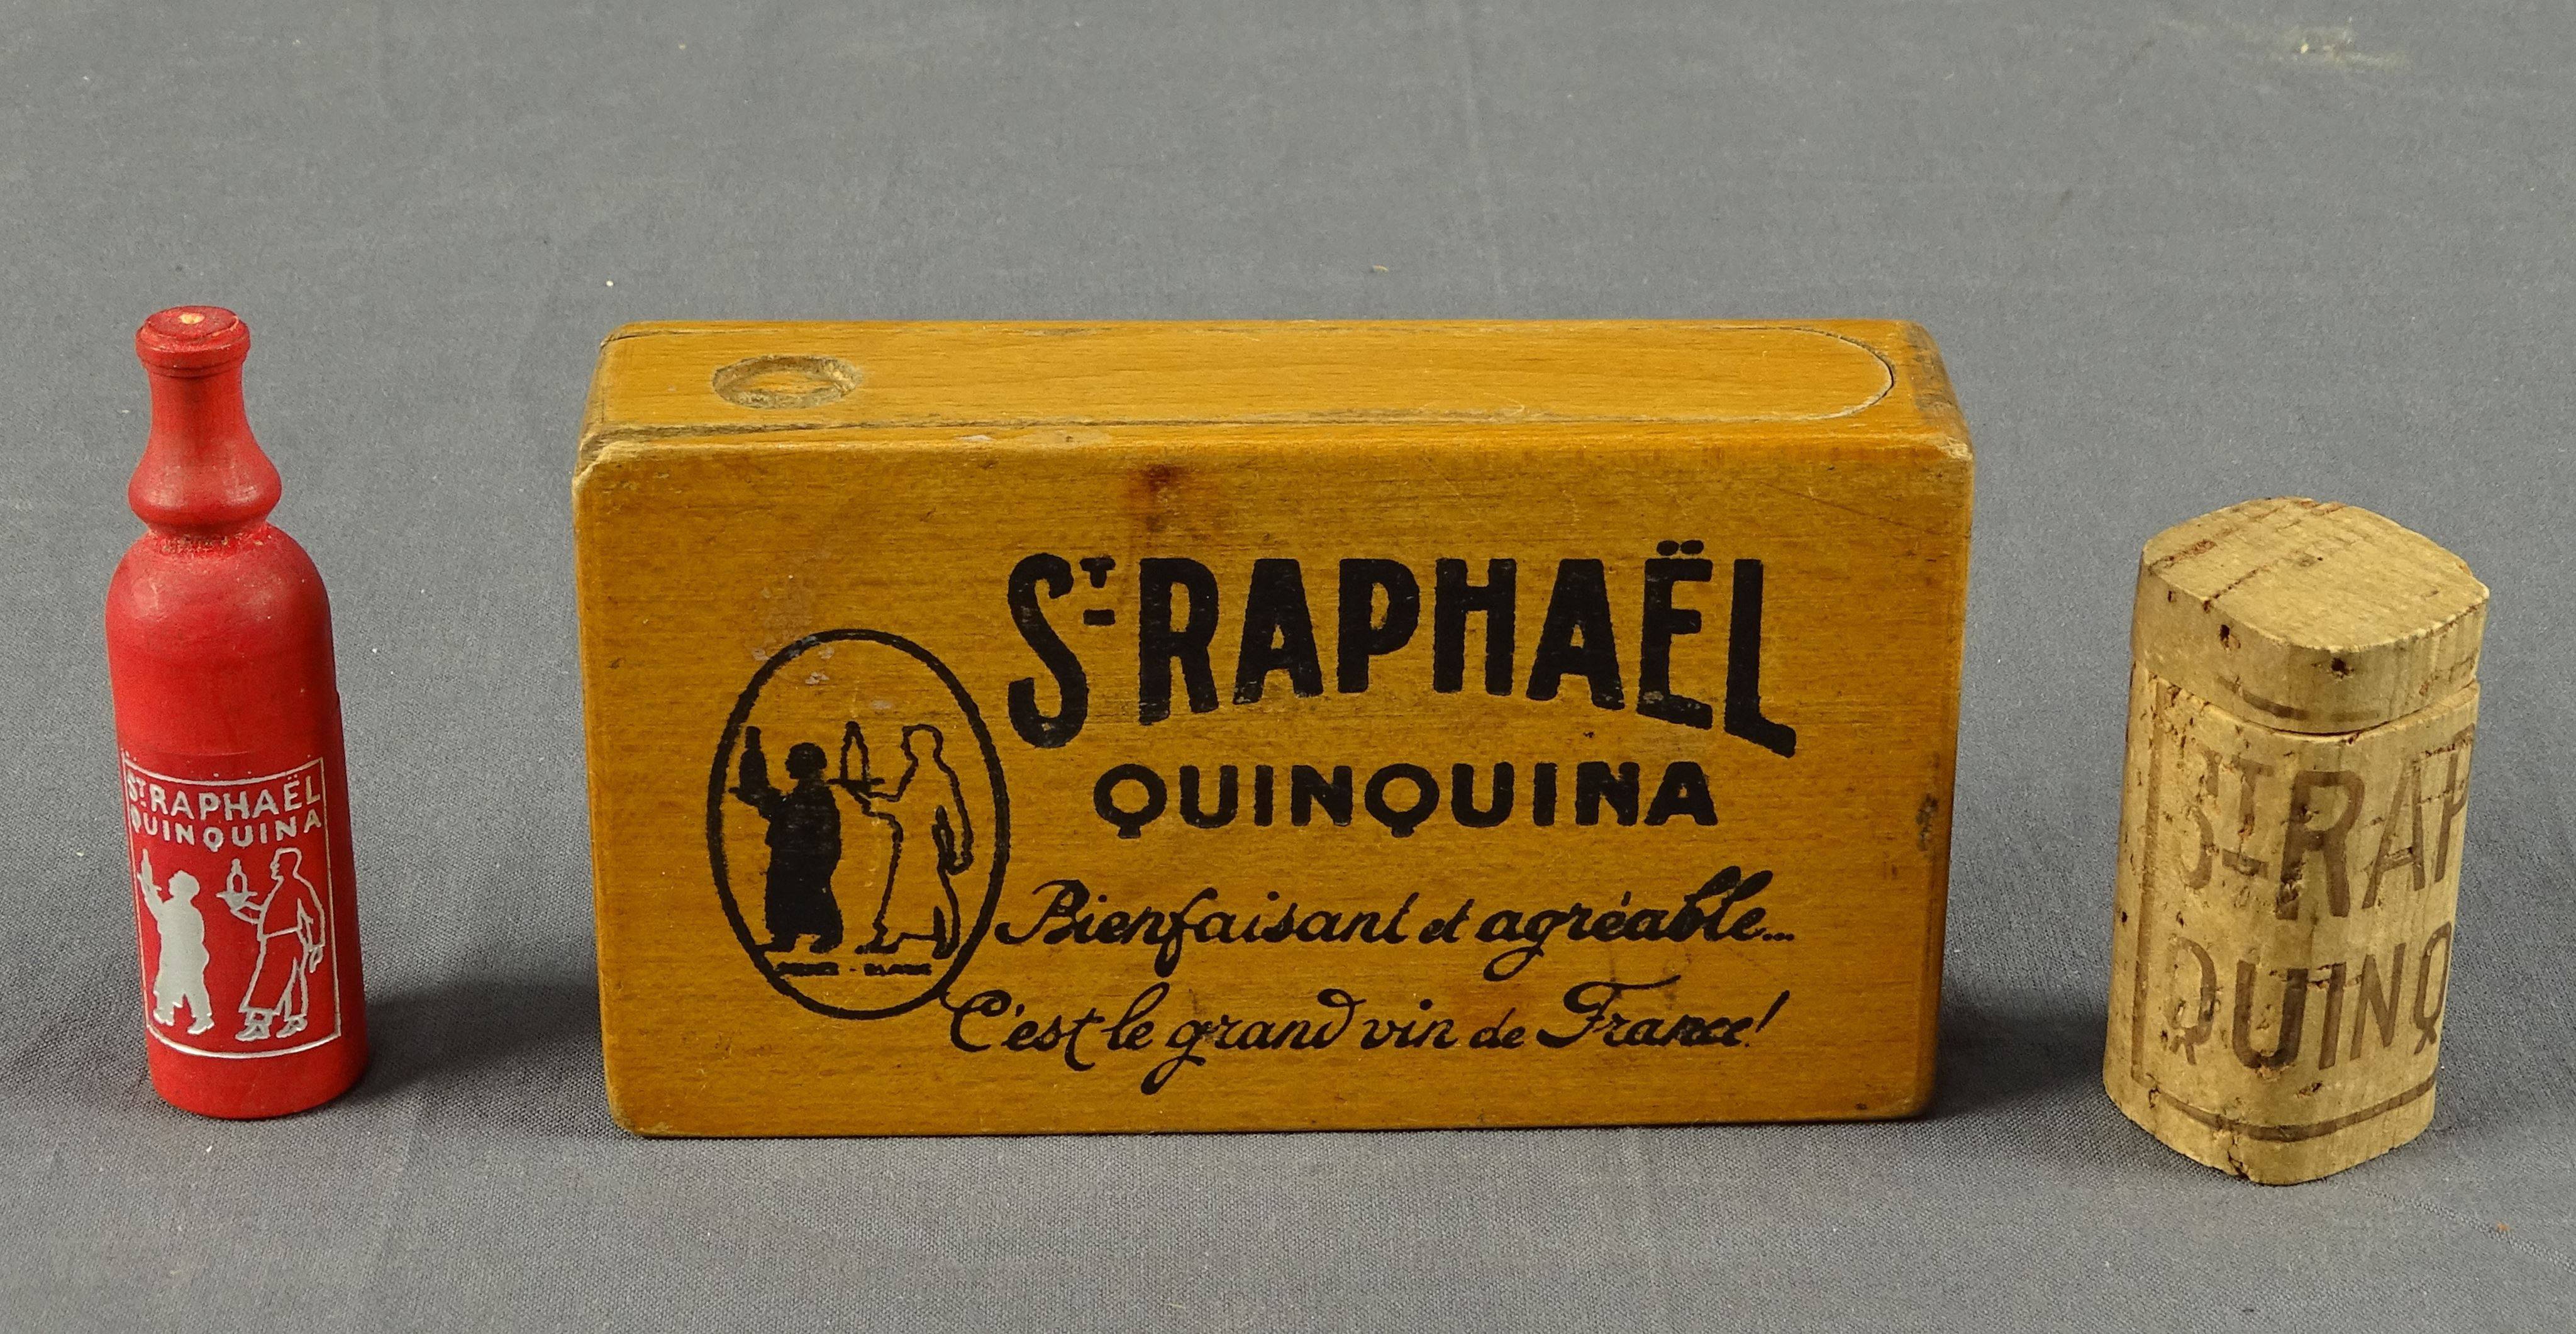 ST. RAPHAËL
QUINQUINA
ST- RAPHAËL
QUINQUINA
Bienfaisant et agréable...
C'est le grand vin de France!
ST RAP
QUINQ